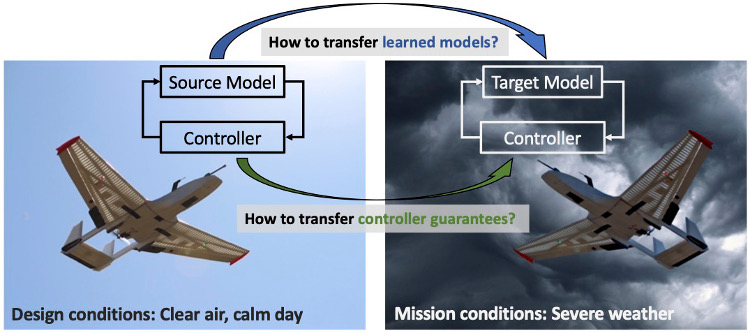 How to transfer learned models?
Source Model
Controller
Target Model
Controller
How to transfer controller guarantees?
Design conditions: Clear air, calm day
Mission conditions: Severe weather